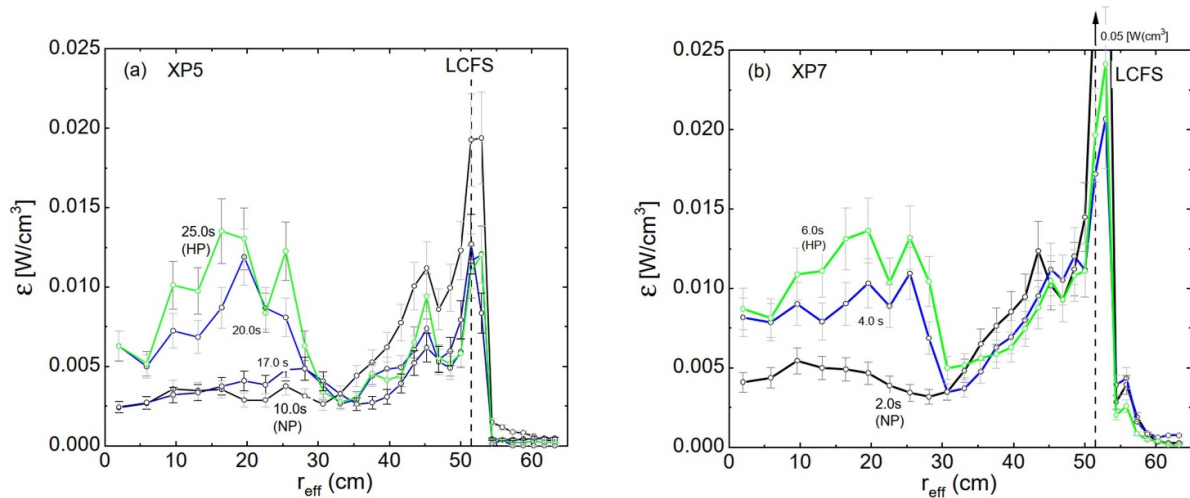 (a) XP5
LCFS
ε [W/cm³]
0.025
0.020
0.015
0.010
0.005
0.000
25.0s
(HP)
20.0s
17.0 s
10.0s
(NP)
0 10 20 30 40 50 60
r_eff (cm)
0.05 [W(cm³]
(b) XP7
LCFS
ε [W/cm³]
0.025
0.020
0.015
0.010
0.005
0.000
6.0s
(HP)
4.0 s
2.0s
(NP)
0 10 20 30 40 50 60
r_eff (cm)